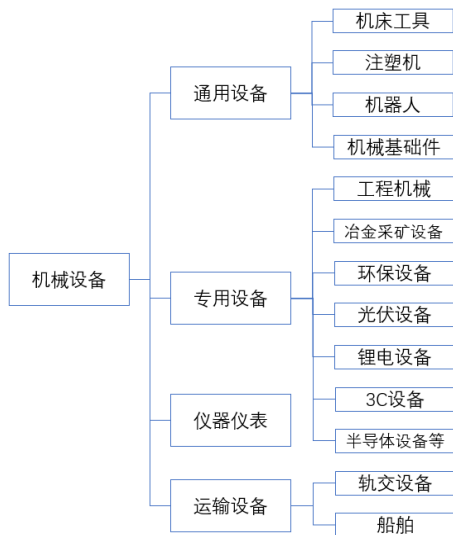 机械设备
通用设备
机床工具
注塑机
机器人
机械基础件
专用设备
工程机械
冶金采矿设备
环保设备
光伏设备
锂电设备
3C设备
半导体设备等
仪器仪表
运输设备
轨交设备
船舶